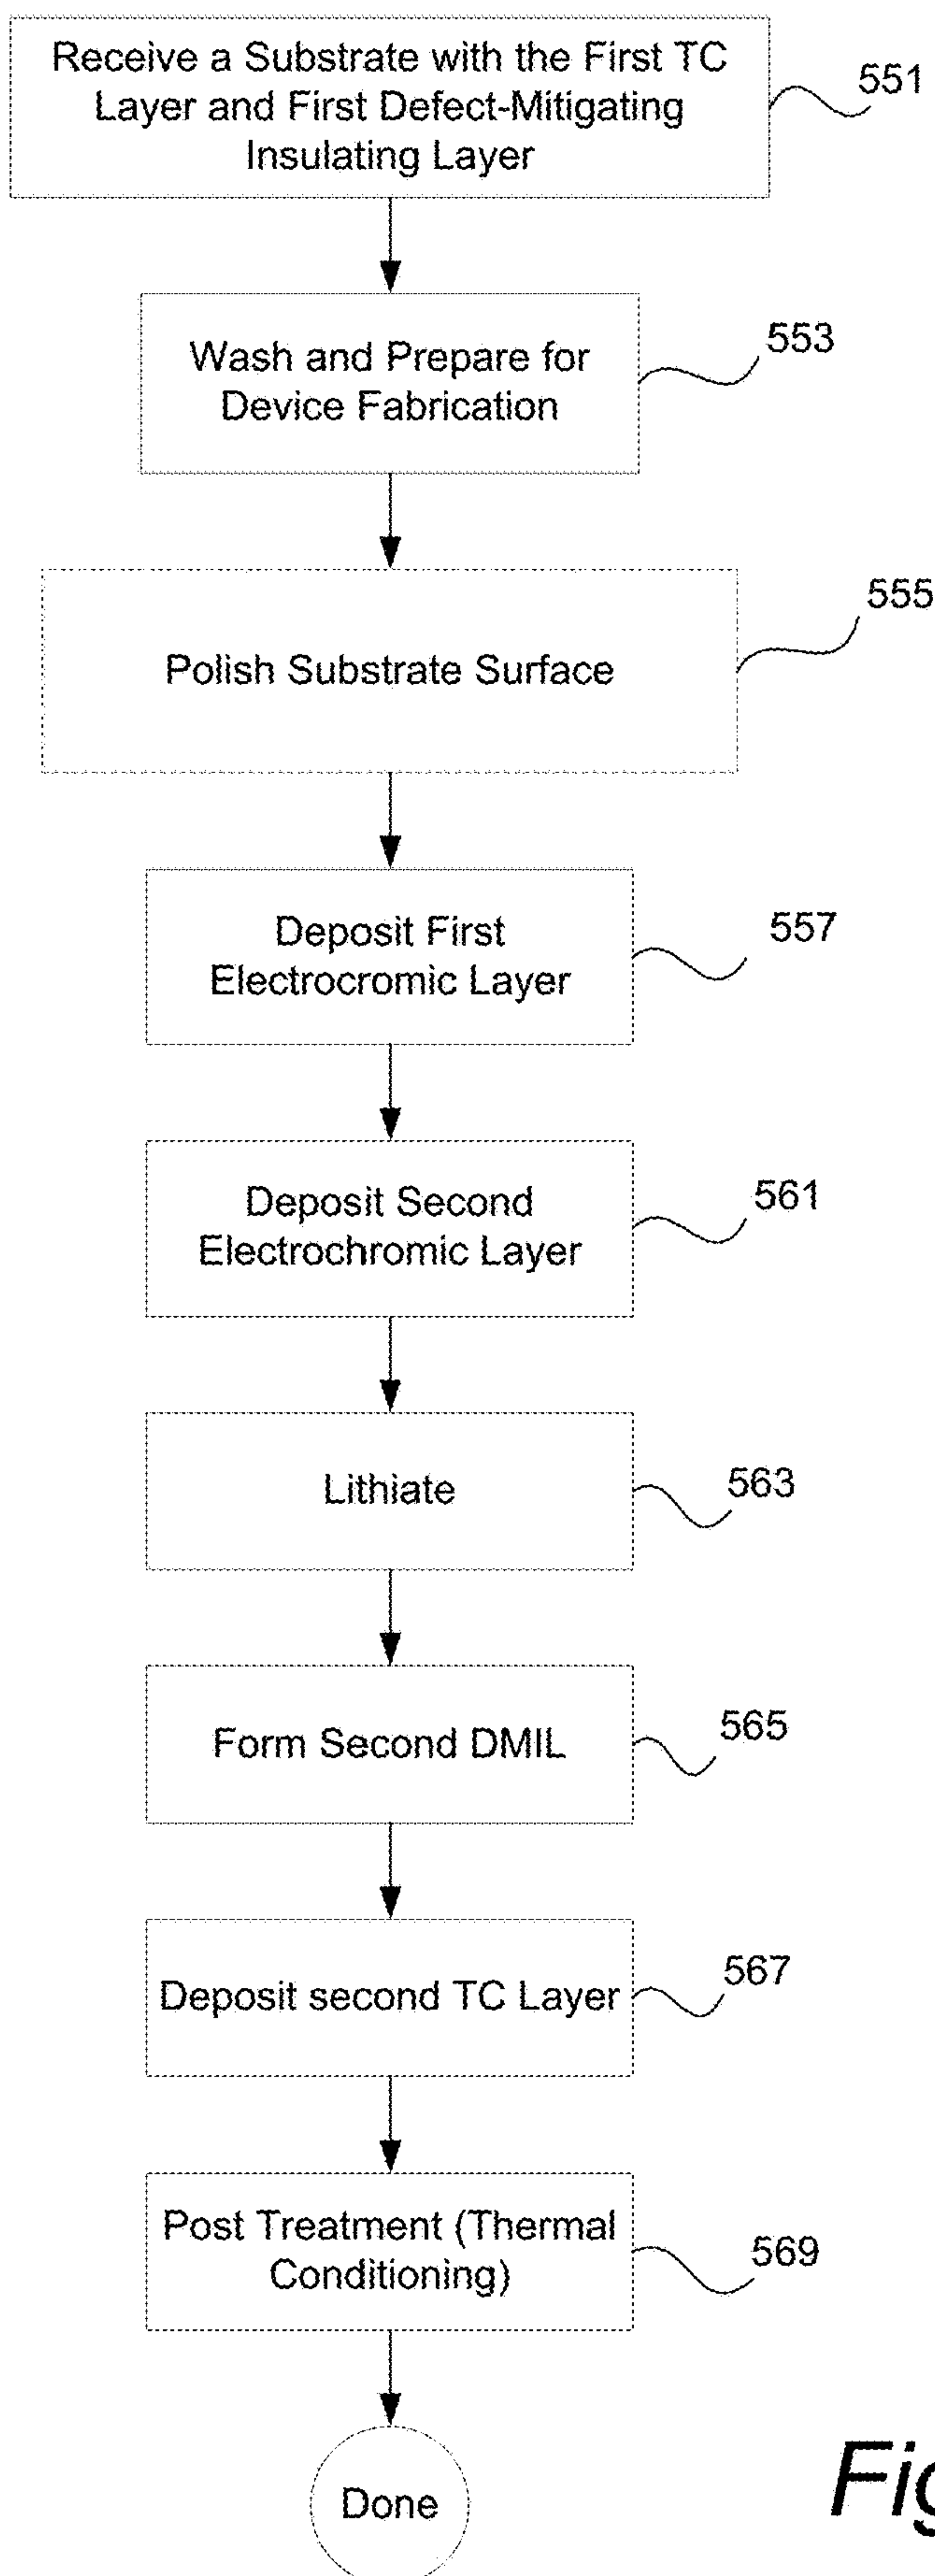 Receive a Substrate with the First TC
Layer and First Defect-Mitigating
Insulating Layer
551
Wash and Prepare for
Device Fabrication
553
Polish Substrate Surface
555
Deposit First
Electrocromic Layer
557
Deposit Second
Electrochromic Layer
561
Lithiate
563
Form Second DMIL
565
Deposit second TC Layer
567
Post Treatment (Thermal
Conditioning)
569
Done
Fig